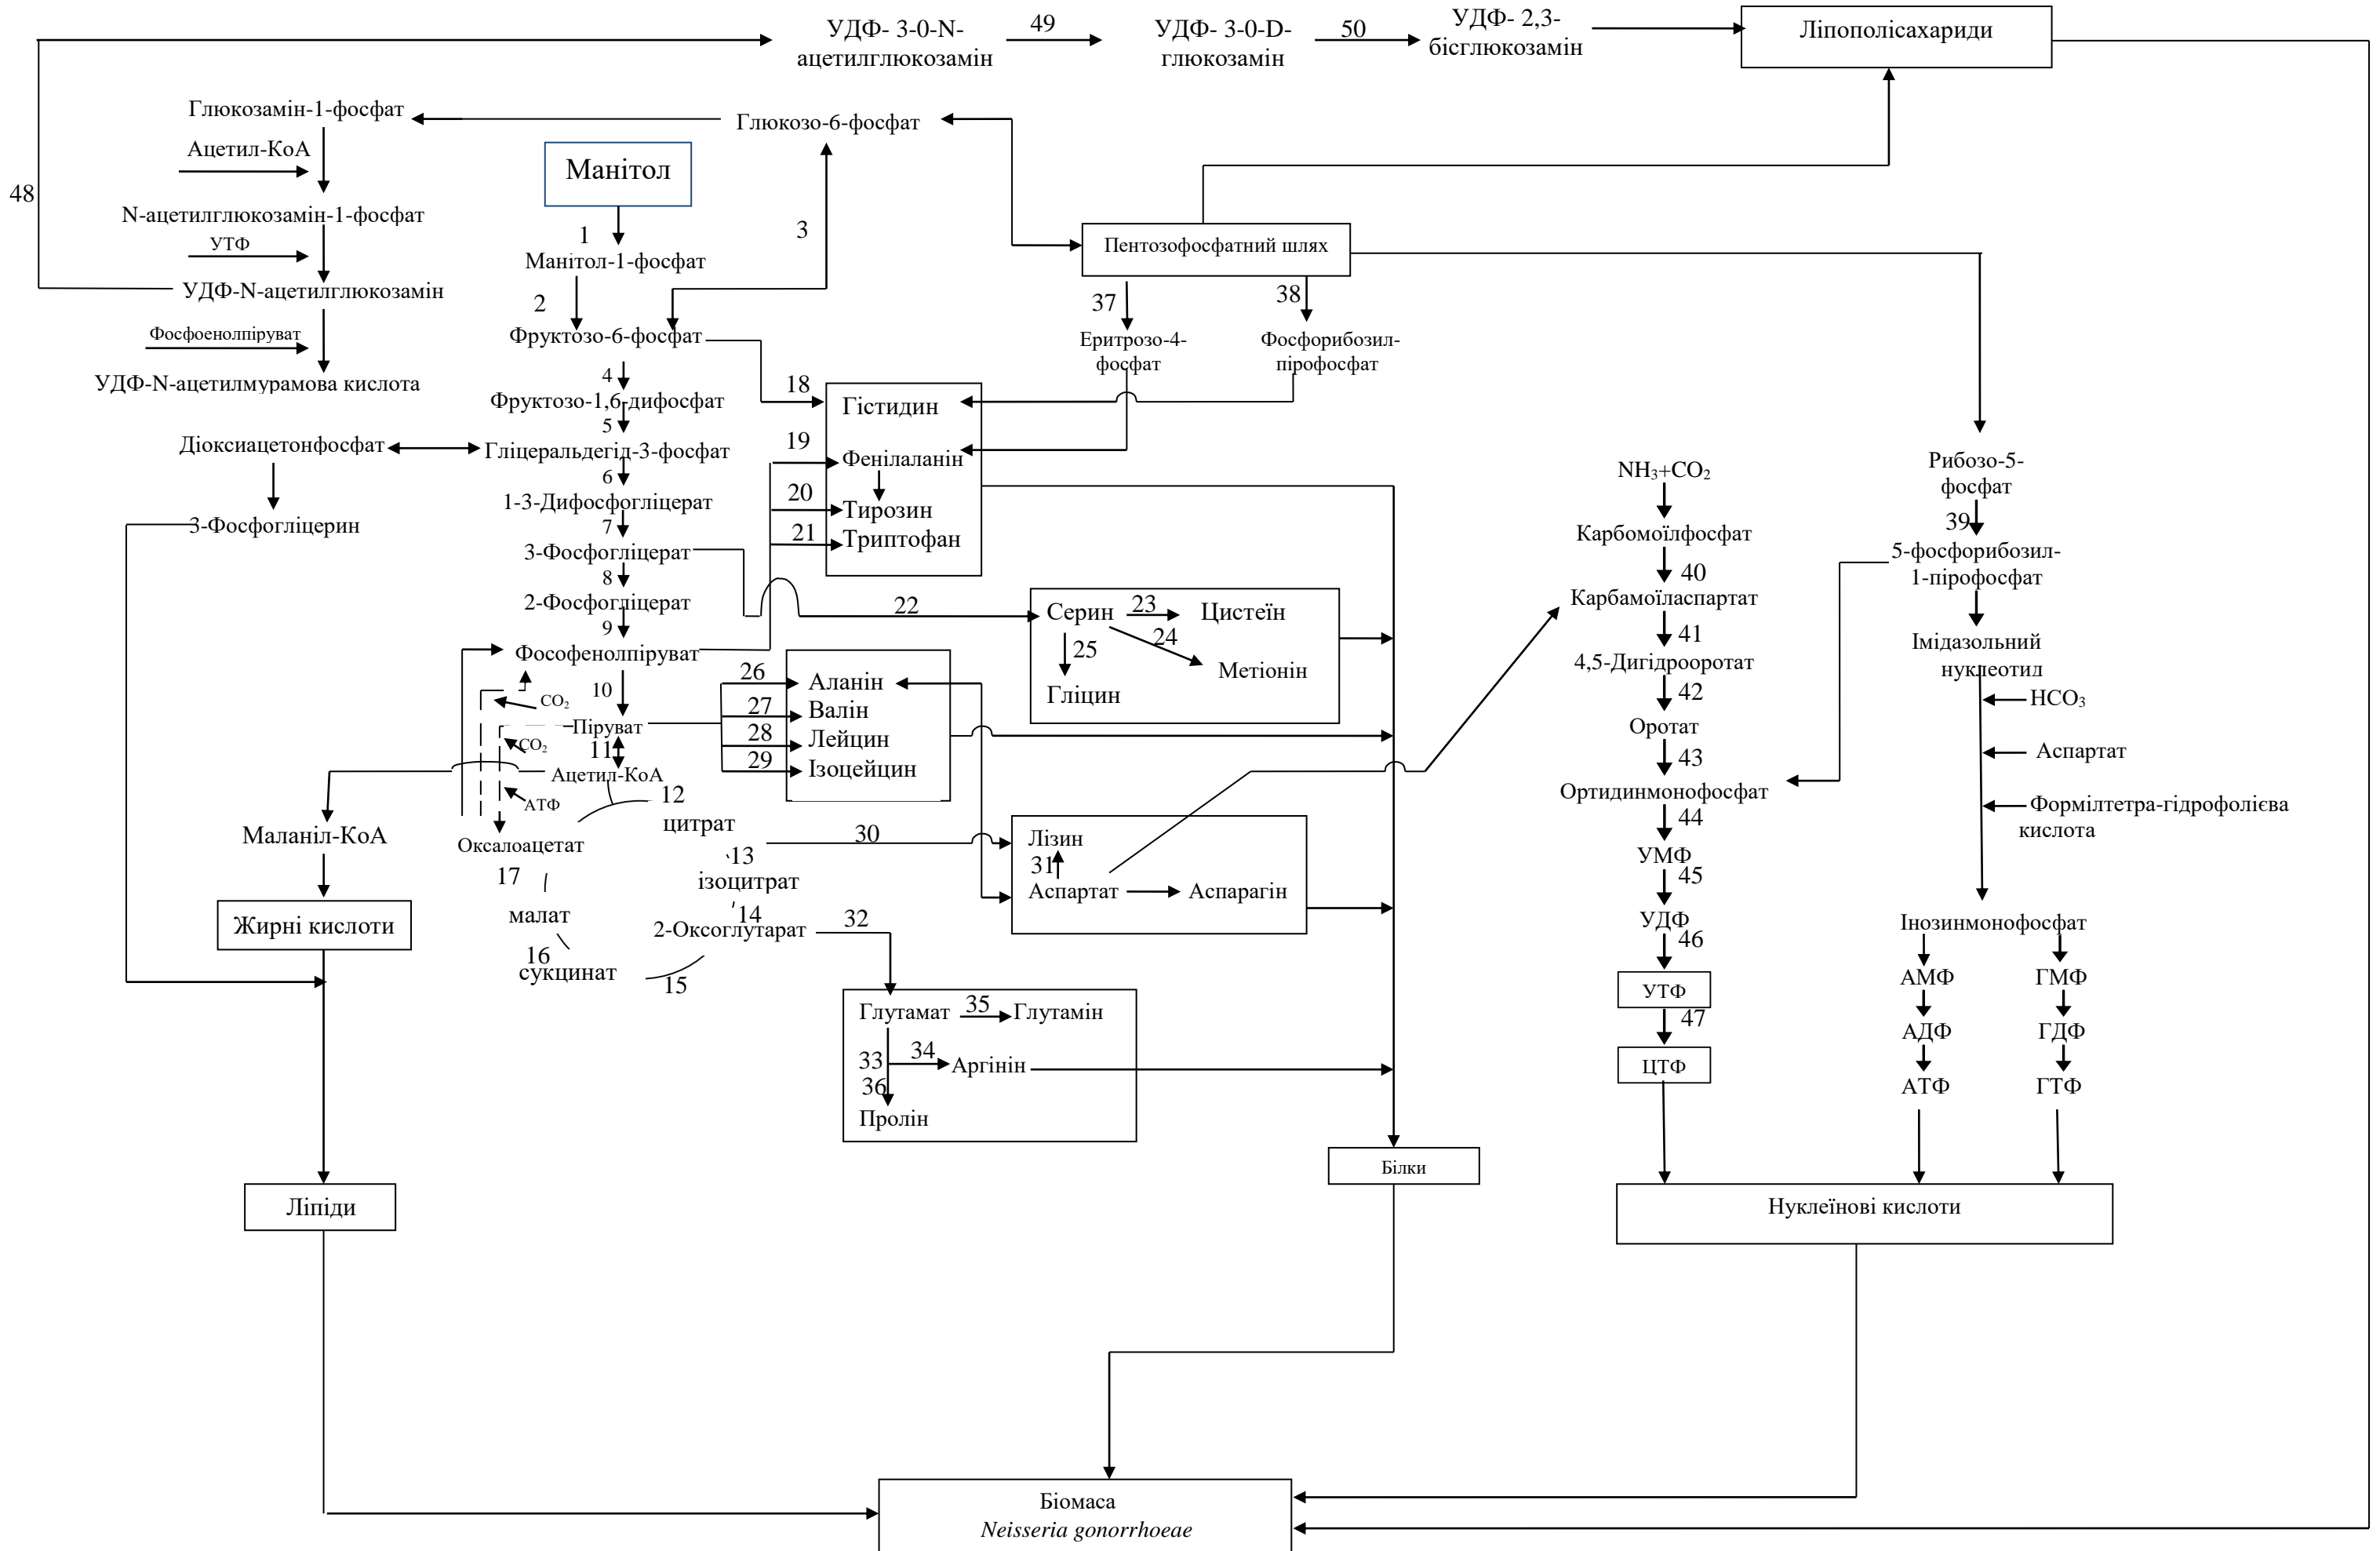 УДФ- 3-0-N-
ацетилглюкозамін
49
УДФ- 3-0-D-
глюкозамін
50
УДФ- 2,3-
бісглюкозамін
Ліпополісахариди
48
Глюкозамін-1-фосфат
Ацетил-КоА
N-ацетилглюкозамін-1-фосфат
УТФ
УДФ-N-ацетилглюкозамін
Фосфоенолпіруват
УДФ-N-ацетилмурамова кислота
Глюкозо-6-фосфат
Манітол
1
Манітол-1-фосфат
2
3
Фруктозо-6-фосфат
4
Фруктозо-1,6-дифосфат
5
Діоксиацетонфосфат
Гліцеральдегід-3-фосфат
6
1-3-Дифосфогліцерат
7
3-Фосфогліцерин
3-Фосфогліцерат
8
2-Фосфогліцерат
9
Фософенолпіруват
10
CO₂
Піруват
CO₂
11
Ацетил-КоА
АТФ
12
цитрат
Оксалоацетат
13
17
ізоцитрат
малат
14
2-Оксоглутарат
16
сукцинат
15
Маланіл-КоА
Жирні кислоти
Ліпіди
Пентозофосфатний шлях
37
38
Еритрозо-4-
фосфат
Фосфорибозил-
пірофосфат
18
Гістидин
19
Фенілаланін
20
Тирозин
21
Триптофан
22
Серин
23
Цистеїн
24
25
Метіонін
Гліцин
26
Аланін
27
Валін
28
Лейцин
29
Ізоцейцин
30
Лізин
31
Аспартат
Аспарагін
32
Глутамат
35
Глутамін
33
34
Аргінін
36
Пролін
Білки
NH₃+CO₂
Карбомоїлфосфат
40
Карбамоїласпартат
41
4,5-Дигідрооротат
42
Оротат
43
Ортидинмонофосфат
44
УМФ
45
УДФ
46
УТФ
47
ЦТФ
Рибозо-5-
фосфат
39
5-фосфорибозил-
1-пірофосфат
Імідазольний
нуклеотид
HCO₃
Аспартат
Формілтетра-гідрофолієва
кислота
Інозинмонофосфат
АМФ
ГМФ
АДФ
ГДФ
АТФ
ГТФ
Нуклеїнові кислоти
Біомаса
Neisseria gonorrhoeae